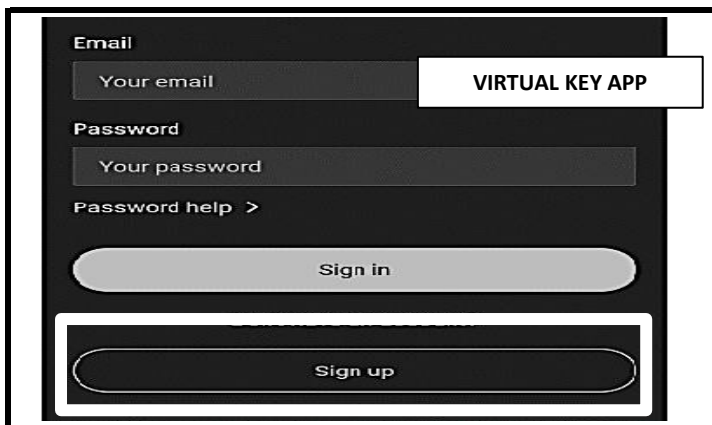 Email
Your email
VIRTUAL KEY APP
Password
Your password
Password help >
Sign in
Sign up